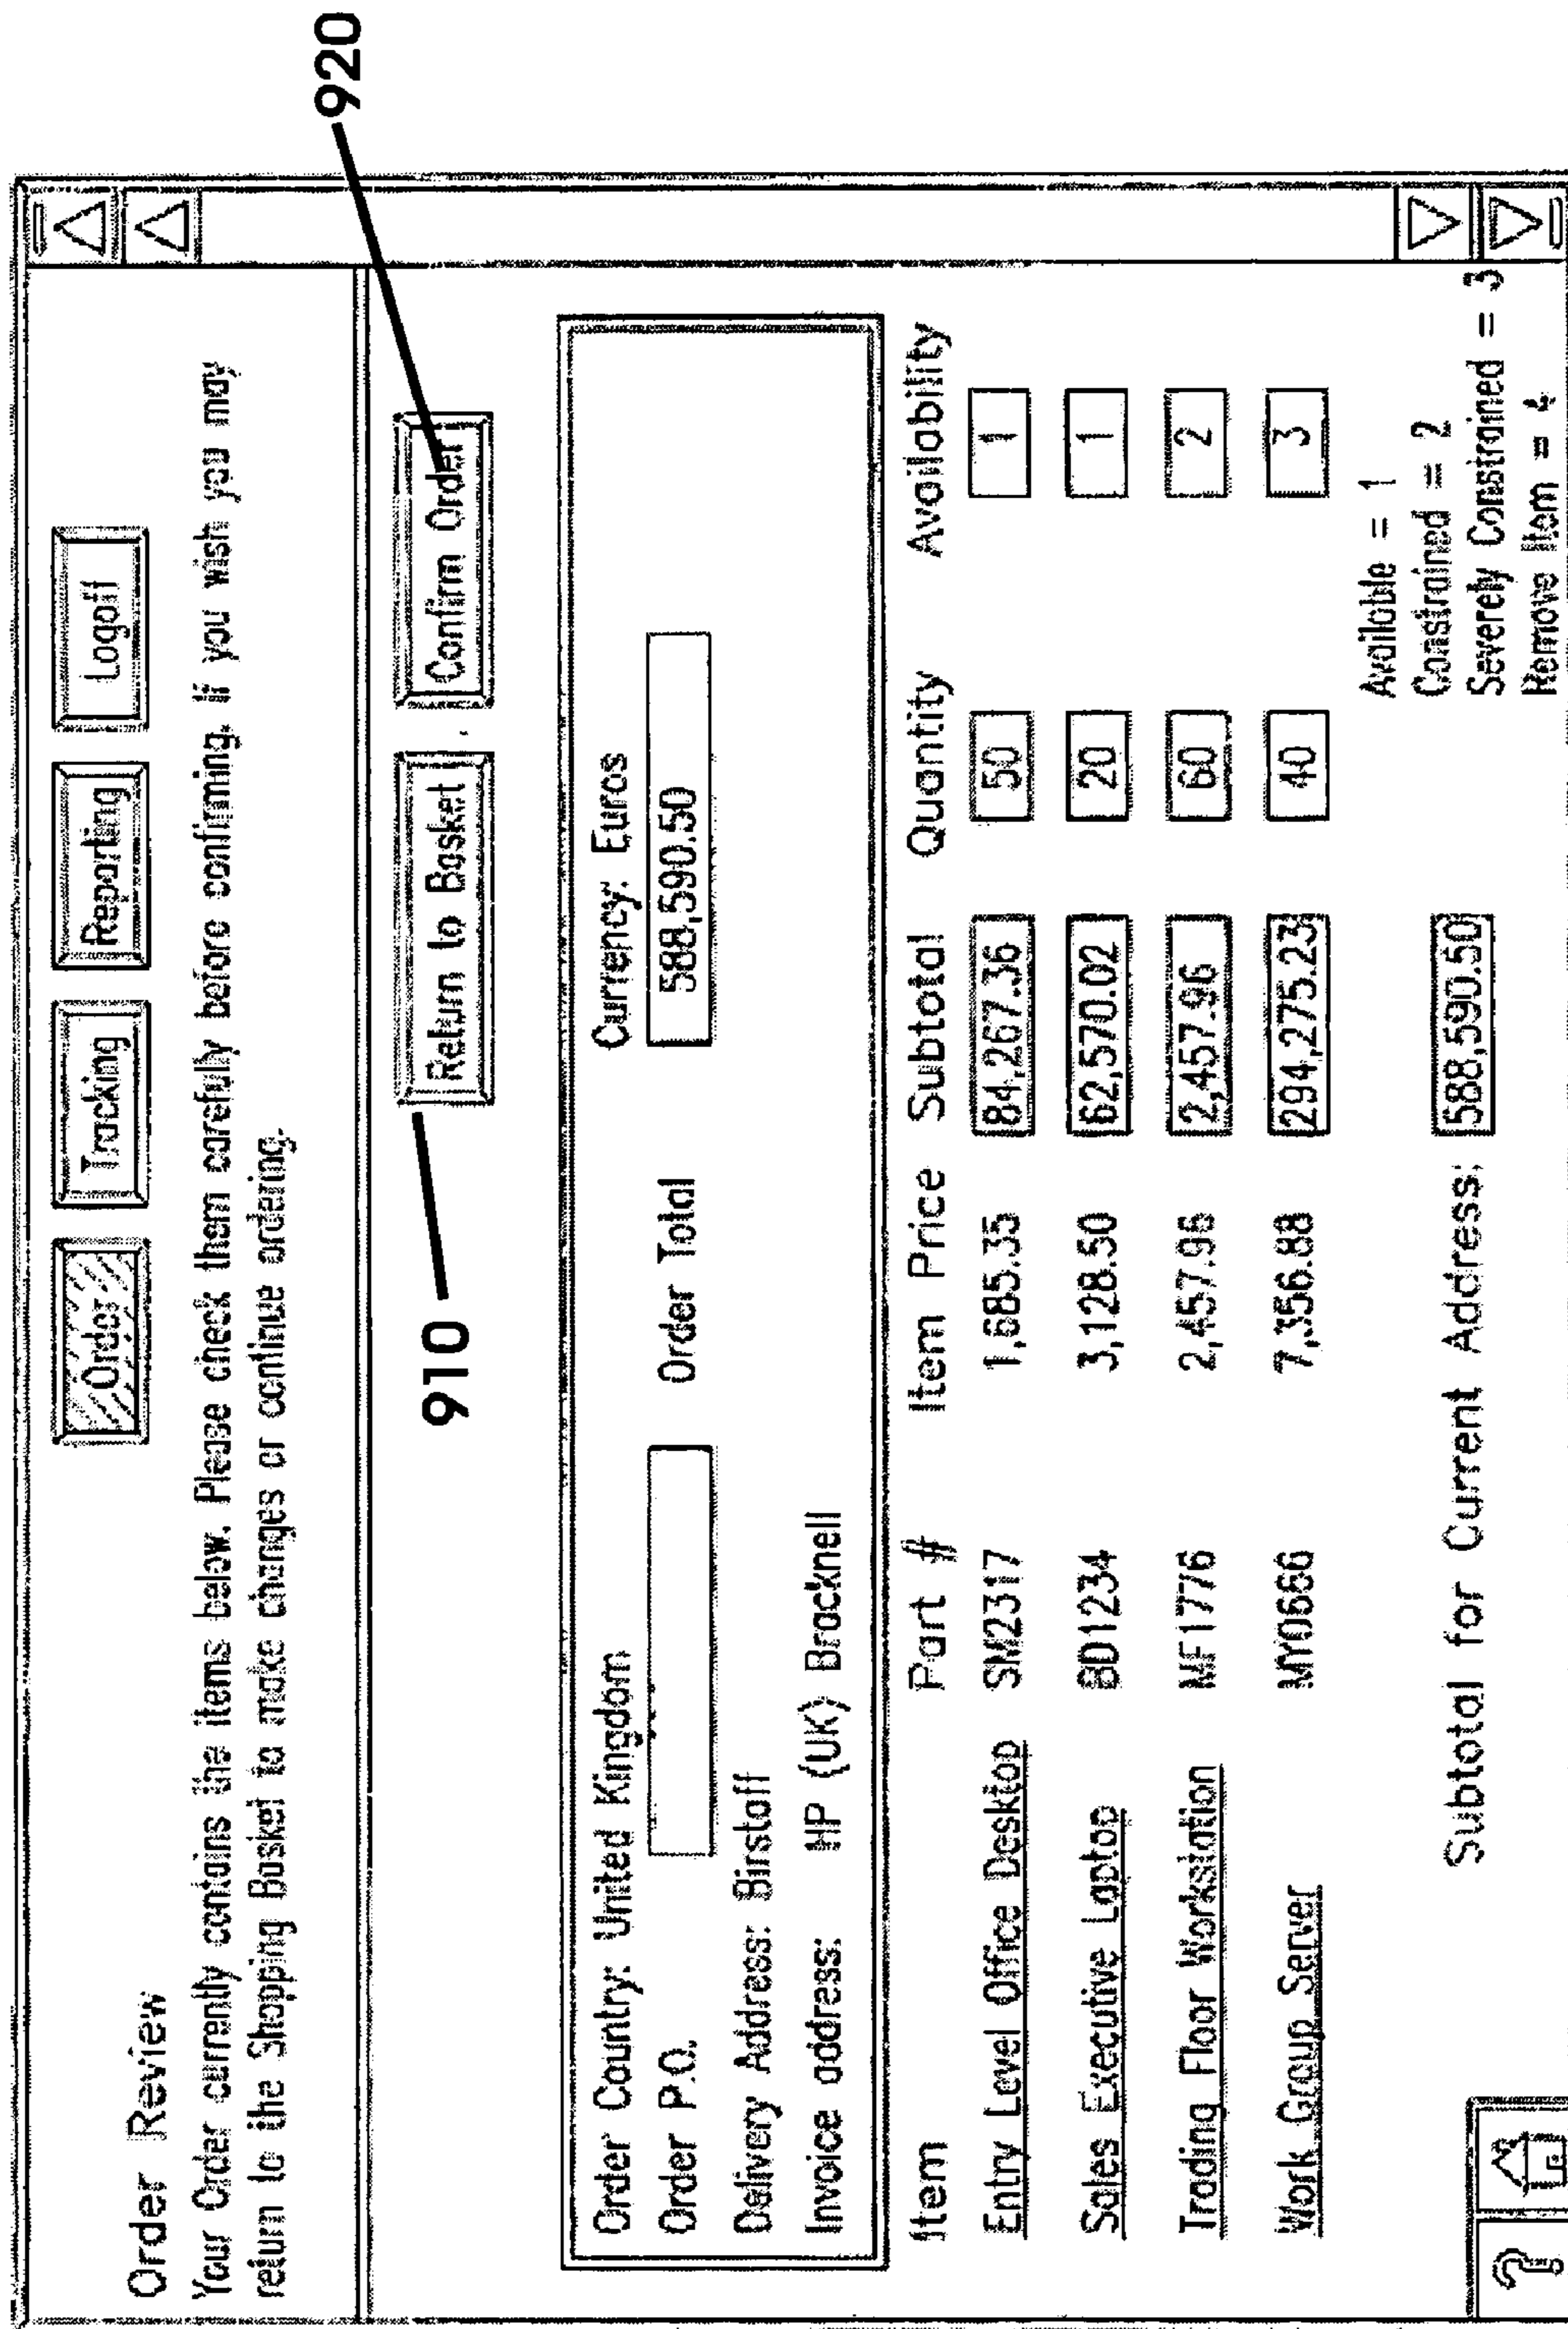 Order Tracking Reporting Logoff
Order Review
Your Order currently contains the items below. Please check them carefully before confirming. If you wish you may
return to the Shopping Basket to make changes or continue ordering.
910 Return to Basket Confirm Order 920
Order Country: United Kingdom Currency: Euros
Order P.O. Order Total 588,590.50
Delivery Address: Birstoff
Invoice address: HP (UK) Bracknell
Item Part # Item Price Subtotal Quantity Availability
Entry Level Office Desktop SM2317 1,685.35 84,267.36 50 1
Sales Executive Laptop BD1234 3,128.50 62,570.02 20 1
Trading Floor Workstation MF1776 2,457.96 2,457.96 60 2
Work Group Server MY0666 7,356.88 294,275.23 40 3
Available = 1
Constrained = 2
Subtotal for Current Address: 588,590.50
Severely Constrained = 3
Remove Item = 4
?